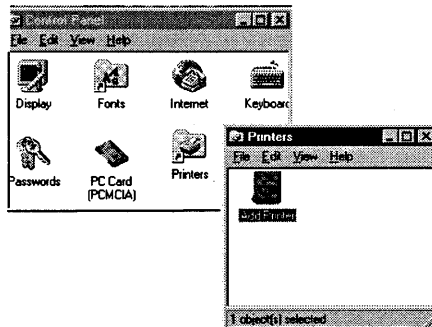 Control Panel
File Edit View Help
Display Fonts Internet Keyboard
Passwords PC Card (PCMCIA) Printers
Printers
File Edit View Help
Add Printer
1 object(s) selected